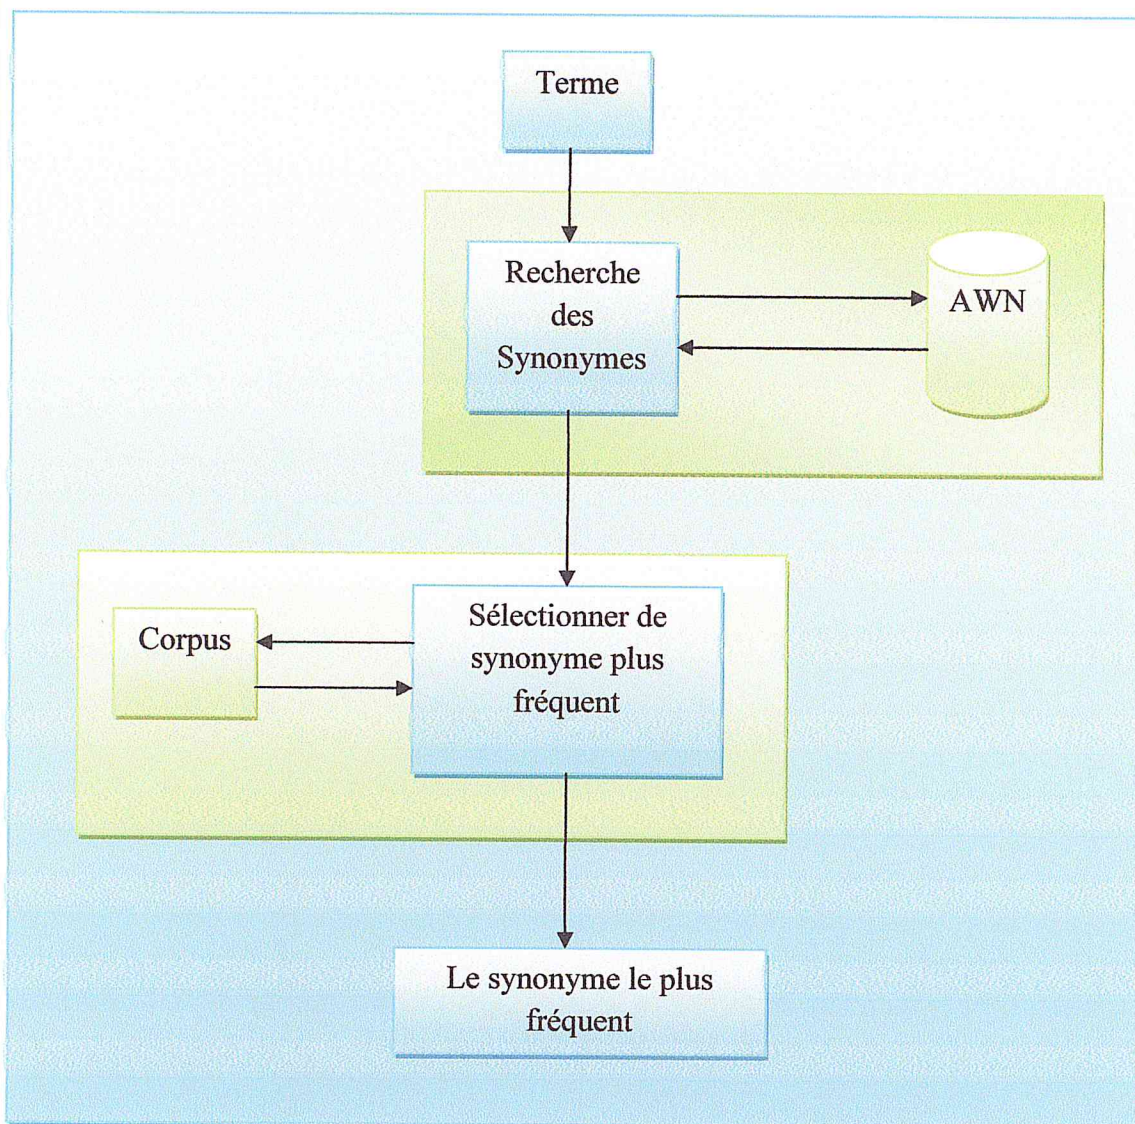 Terme
Recherche
des
Synonymes
AWN
Corpus
Sélectionner de
synonyme plus
fréquent
Le synonyme le plus
fréquent